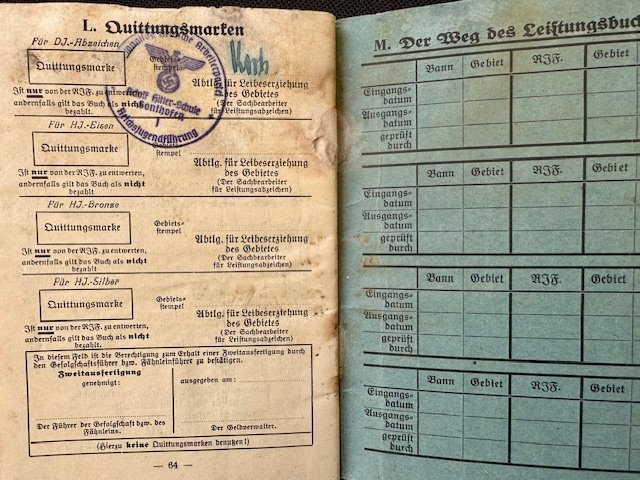 L. Quittungsmarken
Für DJ.-Abzeichen
Quittungsmarke
Gebiets-
stempel
Abtlg. für Leibeserziehung
des Gebietes
(Der Sachbearbeiter
für Leistungsabzeichen)
Ist nur von der RJF. zu entwerten,
andernfalls gilt das Buch als nicht
bezahlt.
Adolf Hitler-Schule
Sonthofen
1
Reichsjugendführung
Für HJ.-Eisen
Quittungsmarke
stempel
Abtlg. für Leibeserziehung
des Gebietes
(Der Sachbearbeiter
für Leistungsabzeichen)
Ist nur von der RJF. zu entwerten,
andernfalls gilt das Buch als nicht
bezahlt
Für HJ.-Bronze
Quittungsmarke
Gebiets-
stempel
Abtlg. für Leibeserziehung
des Gebietes
(Der Sachbearbeiter
für Leistungsabzeichen)
Ist nur von der RJF. zu entwerten,
andernfalls gilt das Buch als nicht
bezahlt
Für HJ.-Silber
Quittungsmarke
Gebiets-
stempel
Abtlg. für Leibeserziehung
des Gebietes
(Der Sachbearbeiter
für Leistungsabzeichen)
Ist nur von der RJF. zu entwerten,
andernfalls gilt das Buch als nicht
bezahlt.
In diesem Feld ist die Berechtigung zum Erhalt einer Zweitausfertigung durch
den Gefolgschaftsführer bzw. Fähnleinführer zu bestätigen.
Zweitausfertigung
genehmigt:
ausgegeben am:
Der Führer der Gefolgschaft bzw. des
Fähnleins.
Der Geldverwalter.
(Hierzu keine Quittungsmarken benutzen!)
— 64 —
M. Der Weg des Leistungsbuc
Bann Gebiet RJF. Gebiet
Eingangs-
datum
Ausgangs-
datum
geprüft
durch
Bann Gebiet RJF. Gebiet
Eingangs-
datum
Ausgangs-
datum
geprüft
durch
Bann Gebiet RJF. Gebiet
Eingangs-
datum
Ausgangs-
datum
geprüft
durch
Bann Gebiet RJF. Gebiet
Eingangs-
datum
Ausgangs-
datum
geprüft
durch